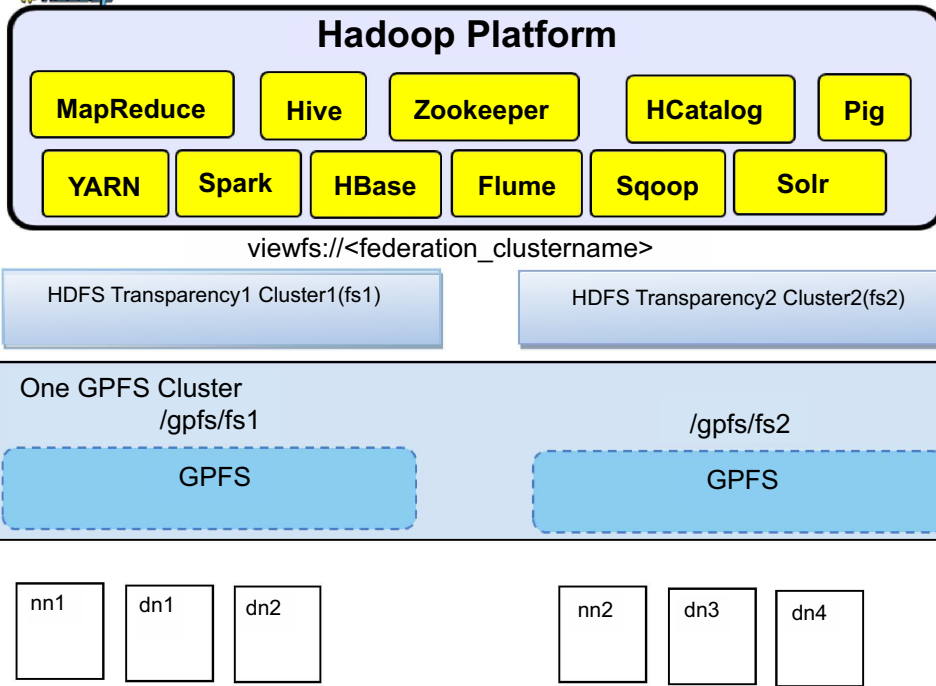 Hadoop Platform
MapReduce Hive Zookeeper HCatalog Pig
YARN Spark HBase Flume Sqoop Solr
viewfs://<federation_clustername>
HDFS Transparency1 Cluster1(fs1) HDFS Transparency2 Cluster2(fs2)
One GPFS Cluster
/gpfs/fs1 /gpfs/fs2
GPFS GPFS
nn1 dn1 dn2 nn2 dn3 dn4